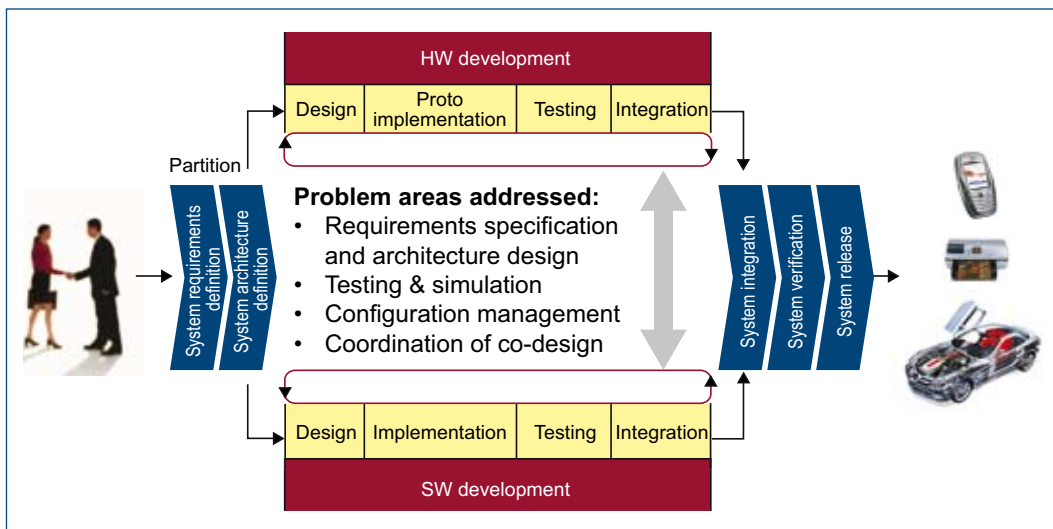 HW development
Design
Proto
implementation
Testing
Integration
Partition
System requirements
definition
System architecture
definition
Problem areas addressed:
• Requirements specification
and architecture design
• Testing & simulation
• Configuration management
• Coordination of co-design
System integration
System verification
System release
Design
Implementation
Testing
Integration
SW development